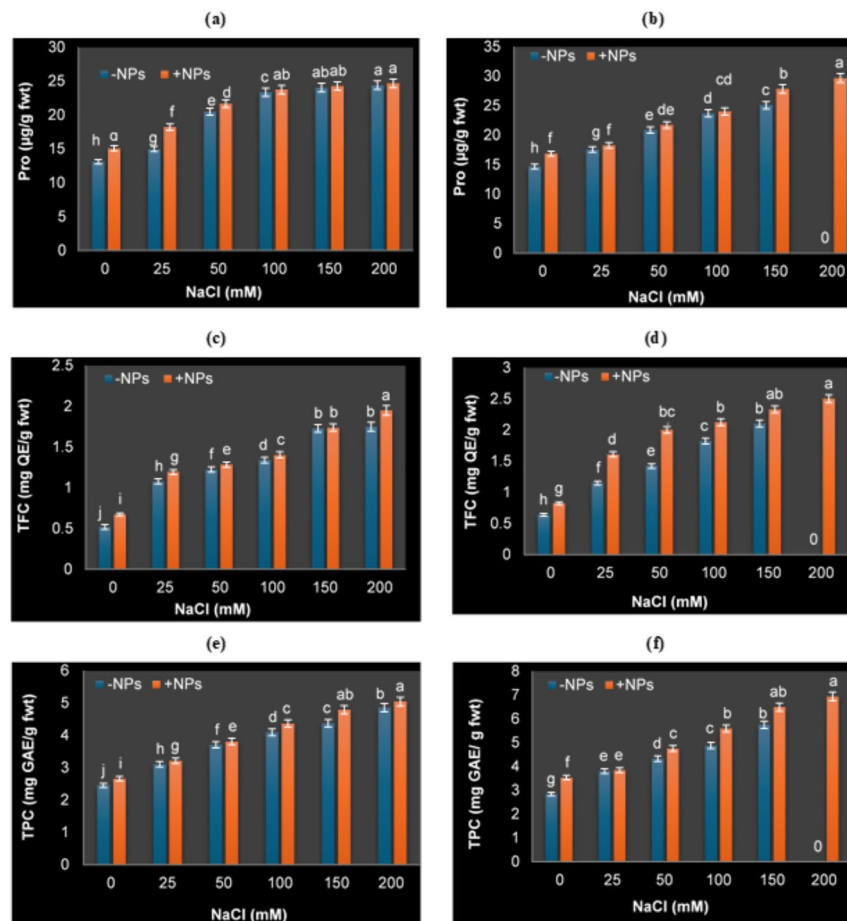 (a)
(b)
30
25
20
15
10
5
0
Pro (µg/g fwt)
-NPs +NPs
h g g f e d c ab ab ab a a
0 25 50 100 150 200
NaCl (mM)
35
30
25
20
15
10
5
0
Pro (µg/g fwt)
-NPs +NPs
h f g f e de d cd c b 0 a
0 25 50 100 150 200
NaCl (mM)
(c)
(d)
2.5
2
1.5
1
0.5
0
TFC (mg QE/g fwt)
-NPs +NPs
j i h g f e d c b b b a
0 25 50 100 150 200
NaCl (mM)
3
2.5
2
1.5
1
0.5
0
TFC (mg QE/g fwt)
-NPs +NPs
h g f d e bc c b b ab 0 a
0 25 50 100 150 200
NaCl (mM)
(e)
(f)
6
5
4
3
2
1
0
TPC (mg GAE/g fwt)
-NPs +NPs
j i h g f e d c c ab b a
0 25 50 100 150 200
NaCl (mM)
8
7
6
5
4
3
2
1
0
TPC (mg GAE/ g fwt)
-NPs +NPs
g f e e d c c b b ab 0 a
0 25 50 100 150 200
NaCl (mM)